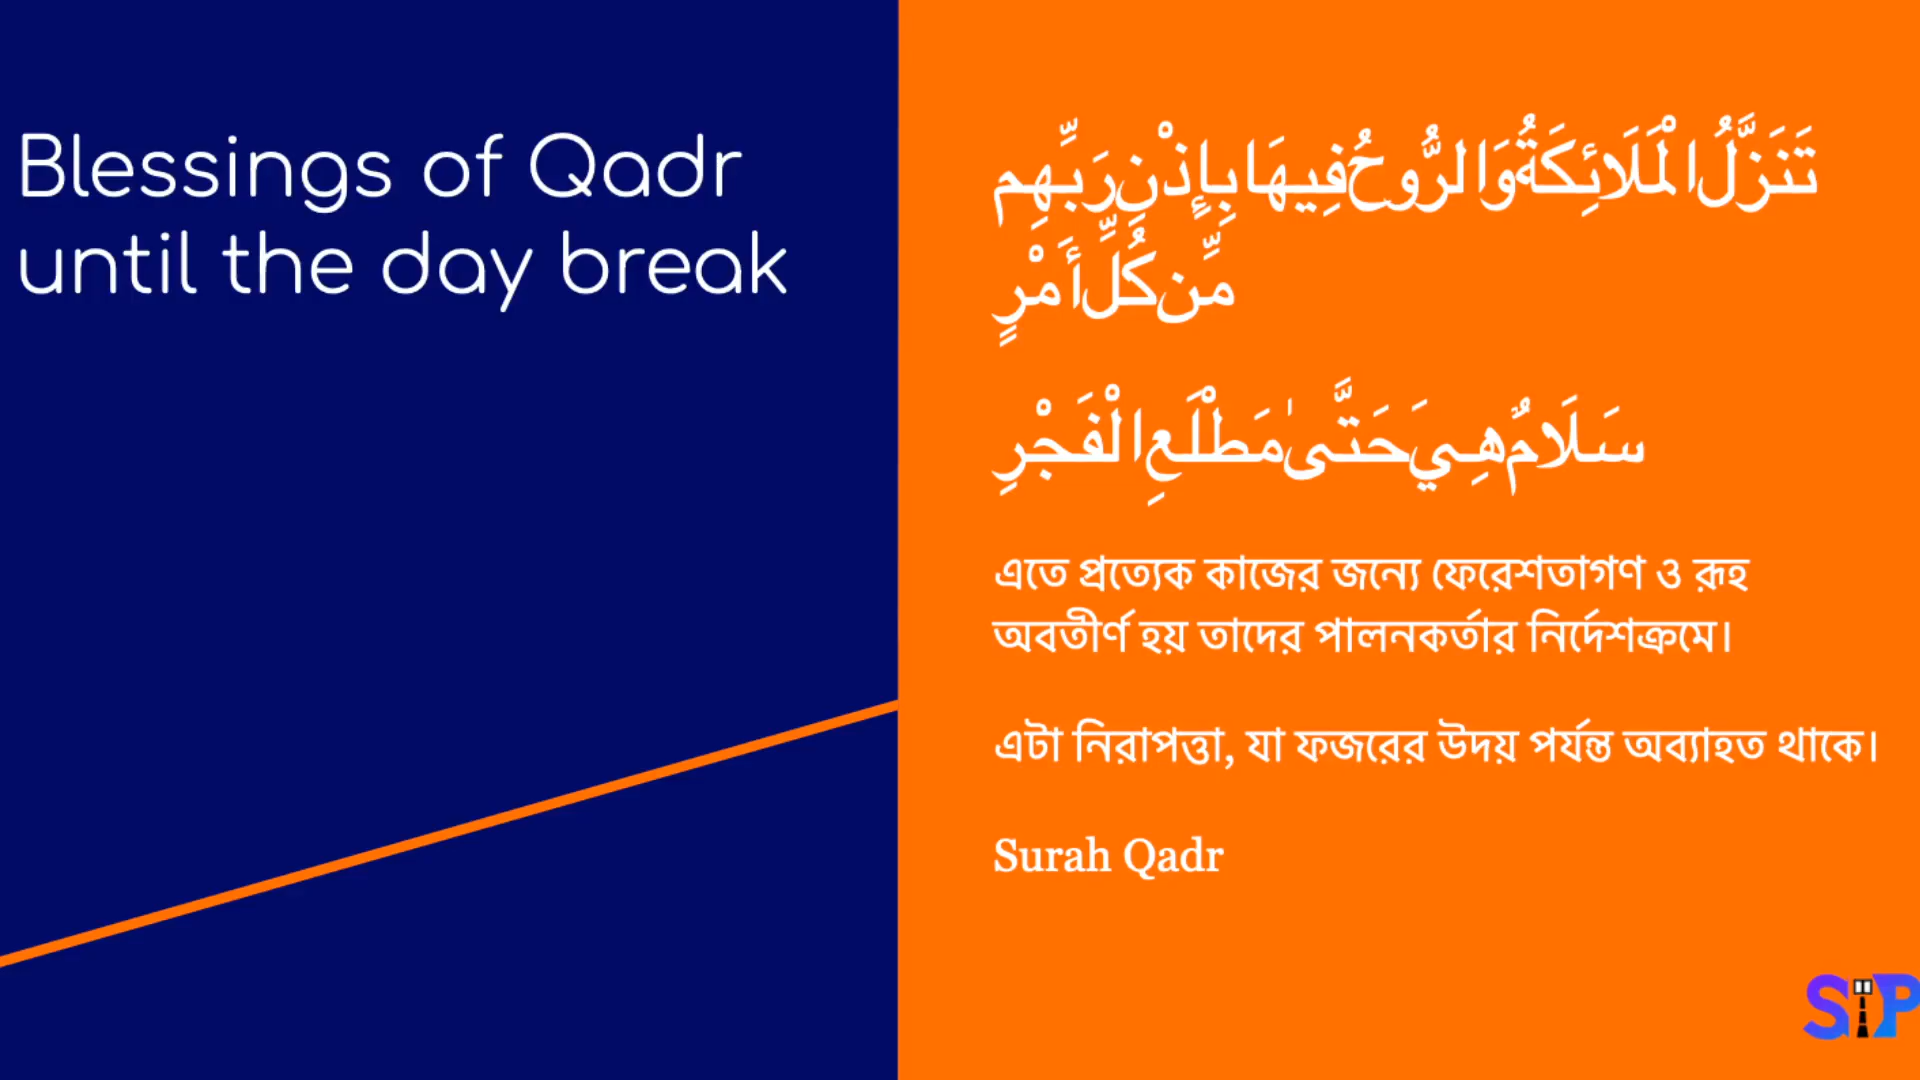 Blessings of Qadr
until the day break
تَنَزَّلُ الْمَلَائِكَةُ وَالرُّوحُ فِيهَا بِإِذْنِ رَبِّهِم
مِّن كُلِّ أَمْرٍ
سَلَامٌ هِيَ حَتَّىٰ مَطْلَعِ الْفَجْرِ
এতে প্রত্যেক কাজের জন্যে ফেরেশতাগণ ও রূহ
অবতীর্ণ হয় তাদের পালনকর্তার নির্দেশক্রমে।
এটা নিরাপত্তা, যা ফজরের উদয় পর্যন্ত অব্যাহত থাকে।
Surah Qadr
SIP